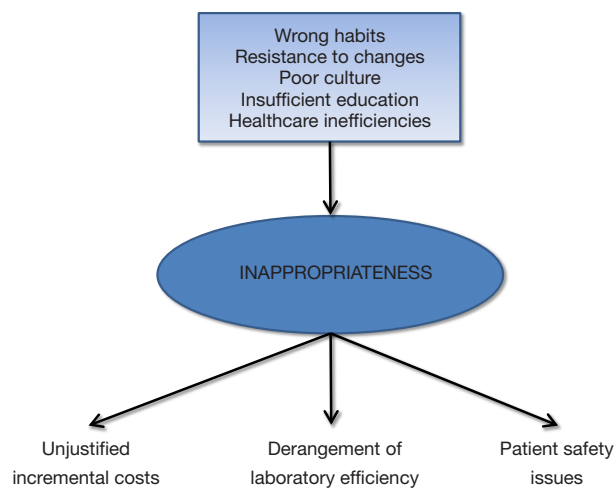 Wrong habits
Resistance to changes
Poor culture
Insufficient education
Healthcare inefficiencies
INAPPROPRIATENESS
Unjustified
incremental costs
Derangement of
laboratory efficiency
Patient safety
issues